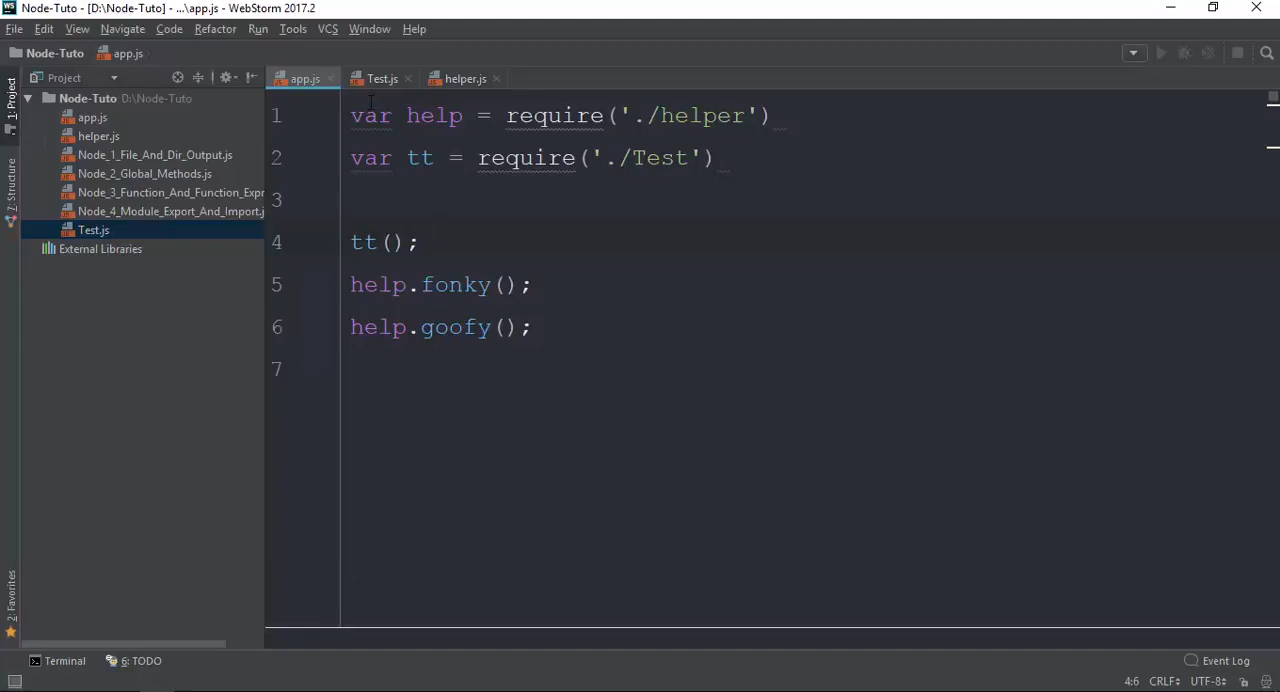 Node-Tuto - [D:\Node-Tuto] - ...\app.js - WebStorm 2017.2
File Edit View Navigate Code Refactor Run Tools VCS Window Help
Node-Tuto app.js
Project
app.js Test.js helper.js
1: Project
Z: Structure
2: Favorites
Node-Tuto D:\Node-Tuto
app.js
helper.js
Node_1_File_And_Dir_Output.js
Node_2_Global_Methods.js
Node_3_Function_And_Function_Expr
Node_4_Module_Export_And_Import.j
Test.js
External Libraries
1 var help = require('./helper')
2 var tt = require('./Test')
3
4 tt();
5 help.fonky();
6 help.goofy();
7
Terminal 6: TODO Event Log
4:6 CRLF UTF-8